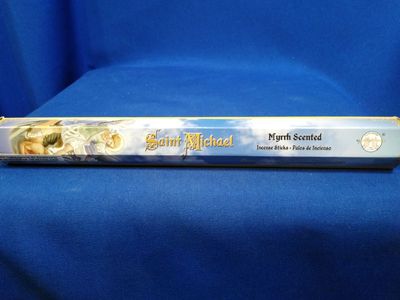 Saint Michael
Myrrh Scented
Incense Sticks - Palos de Incienso